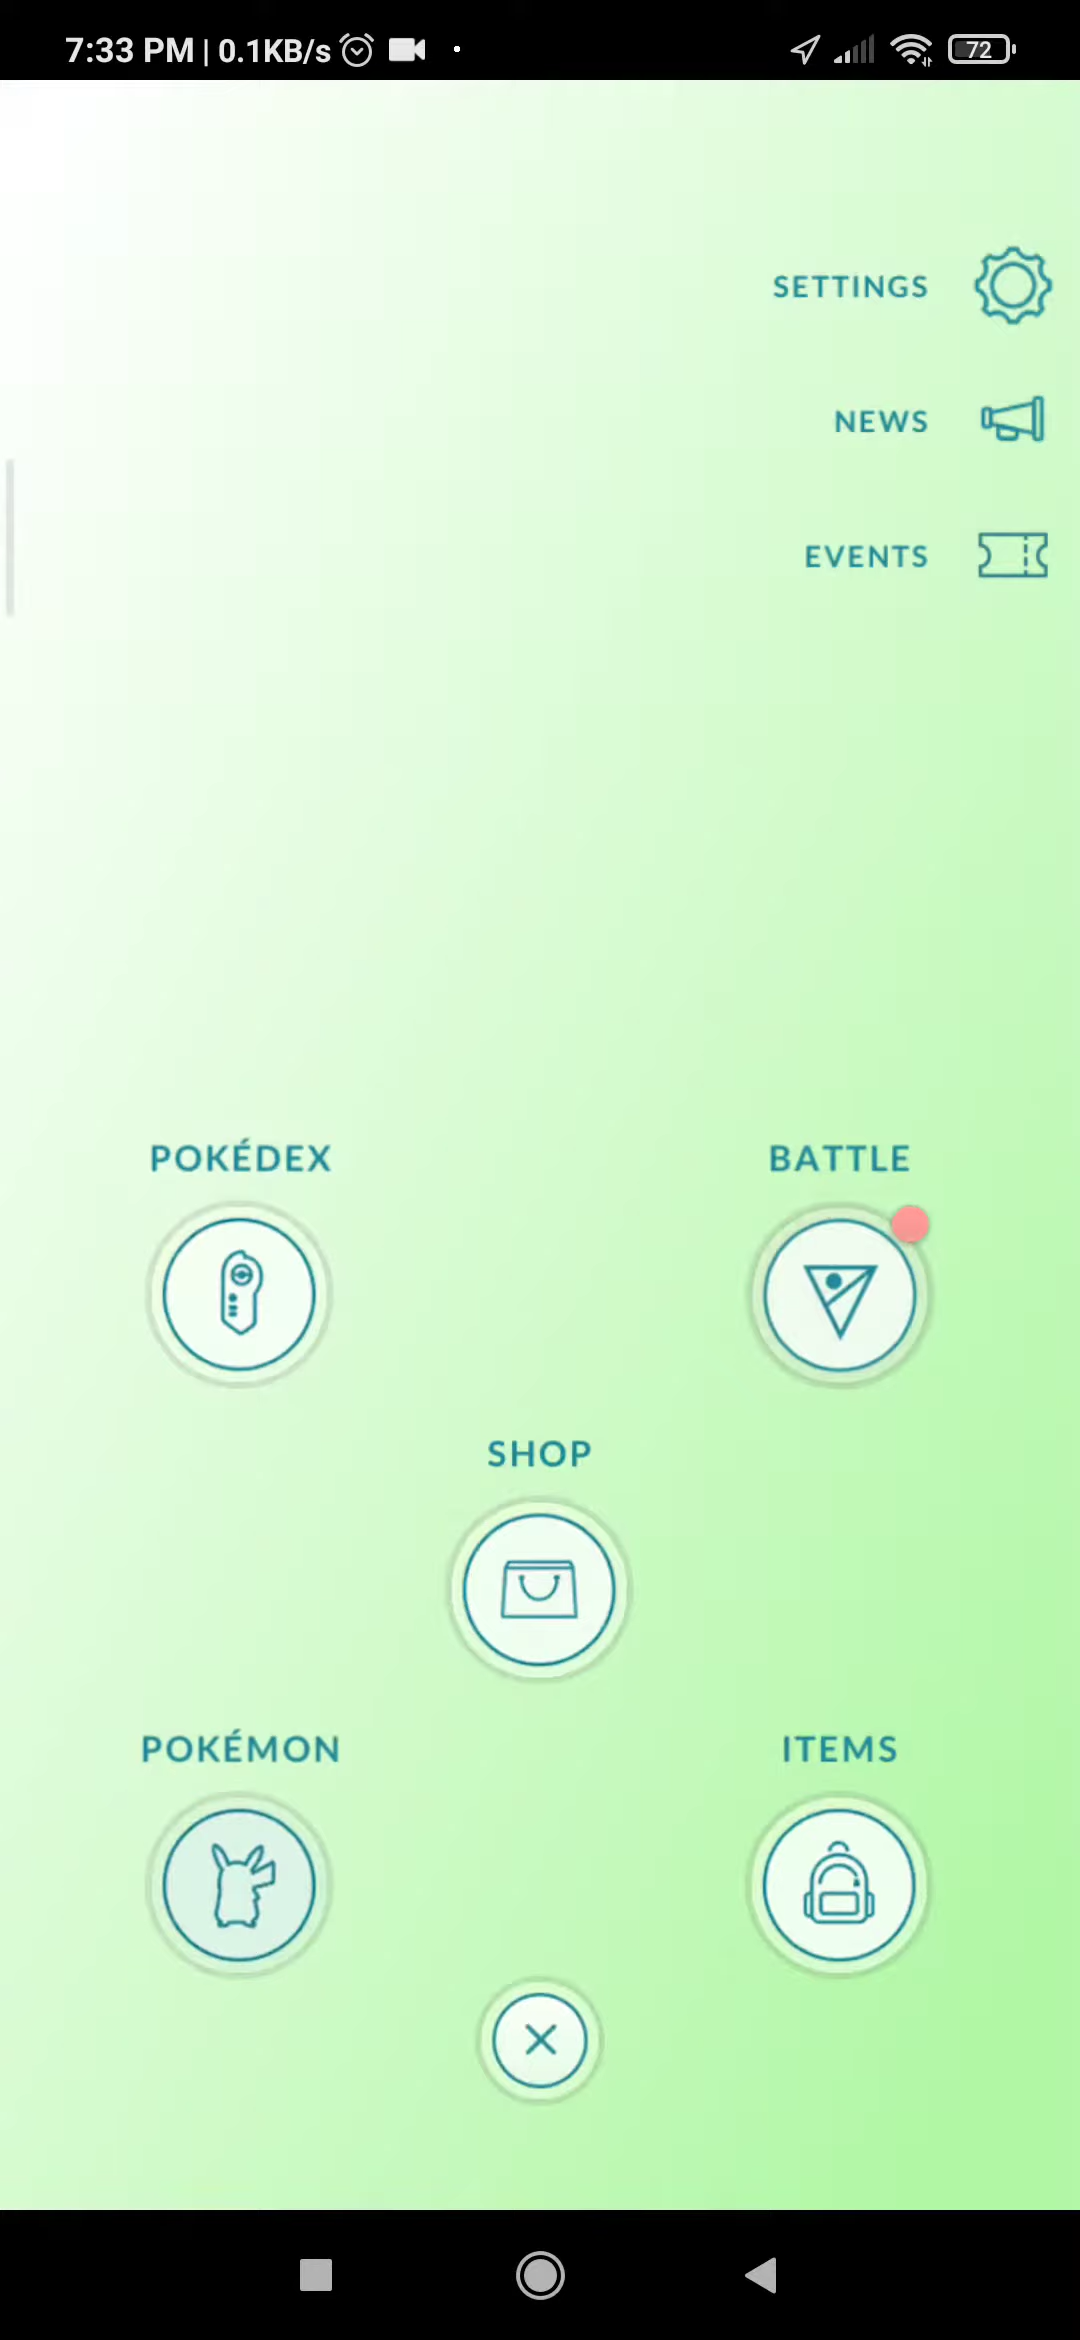 7:33 PM | 0.1KB/s
72
SETTINGS
NEWS
EVENTS
POKÉDEX
BATTLE
SHOP
POKÉMON
ITEMS